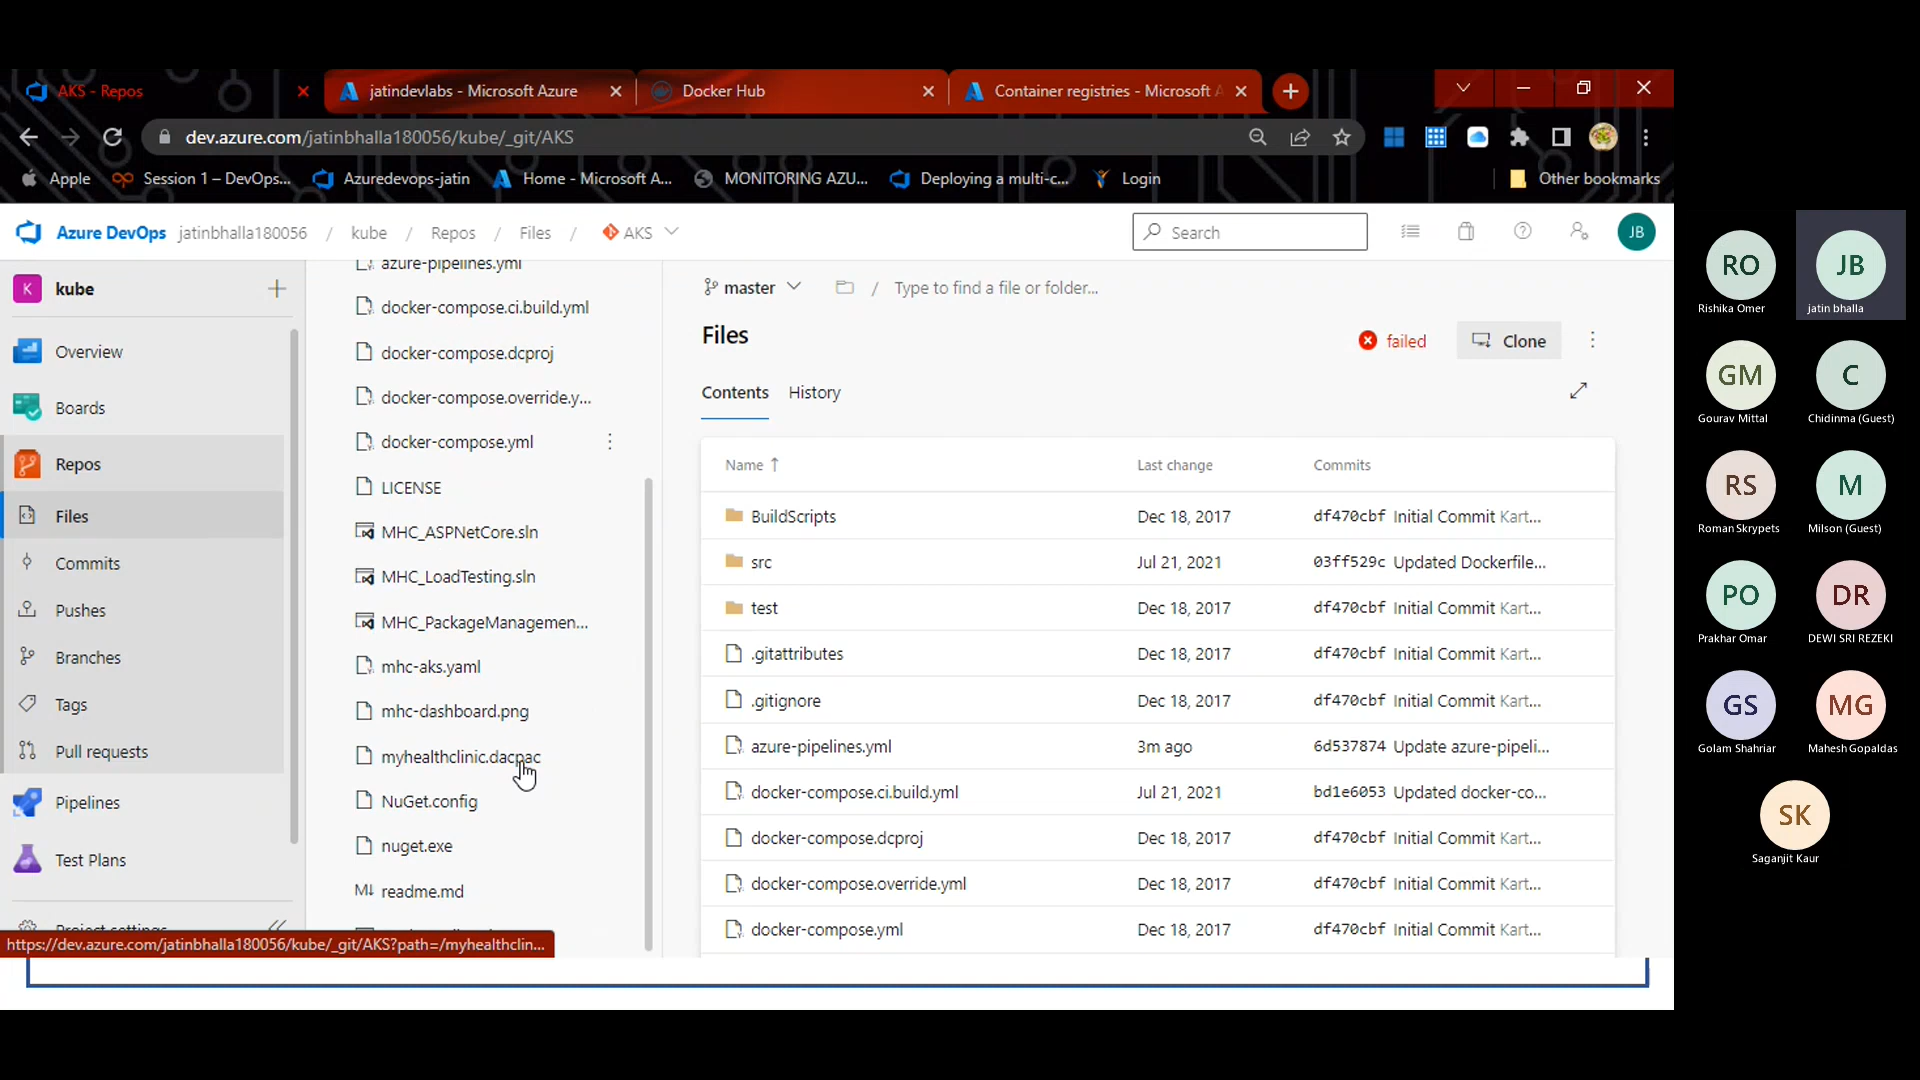 AKS - Repos
jatindevlabs - Microsoft Azure
Docker Hub
Container registries - Microsoft A
dev.azure.com/jatinbhalla180056/kube/_git/AKS
Apple
Session 1 – DevOps...
Azuredevops-jatin
Home - Microsoft A...
MONITORING AZU...
Deploying a multi-c...
Login
Other bookmarks
Azure DevOps jatinbhalla180056 / kube / Repos / Files / AKS
Search
JB
K kube
Overview
Boards
Repos
Files
Commits
Pushes
Branches
Tags
Pull requests
Pipelines
Test Plans
Project settings
azure-pipelines.yml
docker-compose.ci.build.yml
docker-compose.dcproj
docker-compose.override.y...
docker-compose.yml
LICENSE
MHC_ASPNetCore.sln
MHC_LoadTesting.sln
MHC_PackageManagemen...
mhc-aks.yaml
mhc-dashboard.png
myhealthclinic.dacpac
NuGet.config
nuget.exe
M↓ readme.md
https://dev.azure.com/jatinbhalla180056/kube/_git/AKS?path=/myhealthclin...
master / Type to find a file or folder...
Files
failed
Clone
Contents History
Name ↑ Last change Commits
BuildScripts Dec 18, 2017 df470cbf Initial Commit Kart...
src Jul 21, 2021 03ff529c Updated Dockerfile...
test Dec 18, 2017 df470cbf Initial Commit Kart...
.gitattributes Dec 18, 2017 df470cbf Initial Commit Kart...
.gitignore Dec 18, 2017 df470cbf Initial Commit Kart...
azure-pipelines.yml 3m ago 6d537874 Update azure-pipeli...
docker-compose.ci.build.yml Jul 21, 2021 bd1e6053 Updated docker-co...
docker-compose.dcproj Dec 18, 2017 df470cbf Initial Commit Kart...
docker-compose.override.yml Dec 18, 2017 df470cbf Initial Commit Kart...
docker-compose.yml Dec 18, 2017 df470cbf Initial Commit Kart...
RO
Rishika Omer
JB
jatin bhalla
GM
Gourav Mittal
C
Chidinma (Guest)
RS
Roman Skrypets
M
Milson (Guest)
PO
Prakhar Omar
DR
DEWI SRI REZEKI
GS
Golam Shahriar
MG
Mahesh Gopaldas
SK
Saganjit Kaur